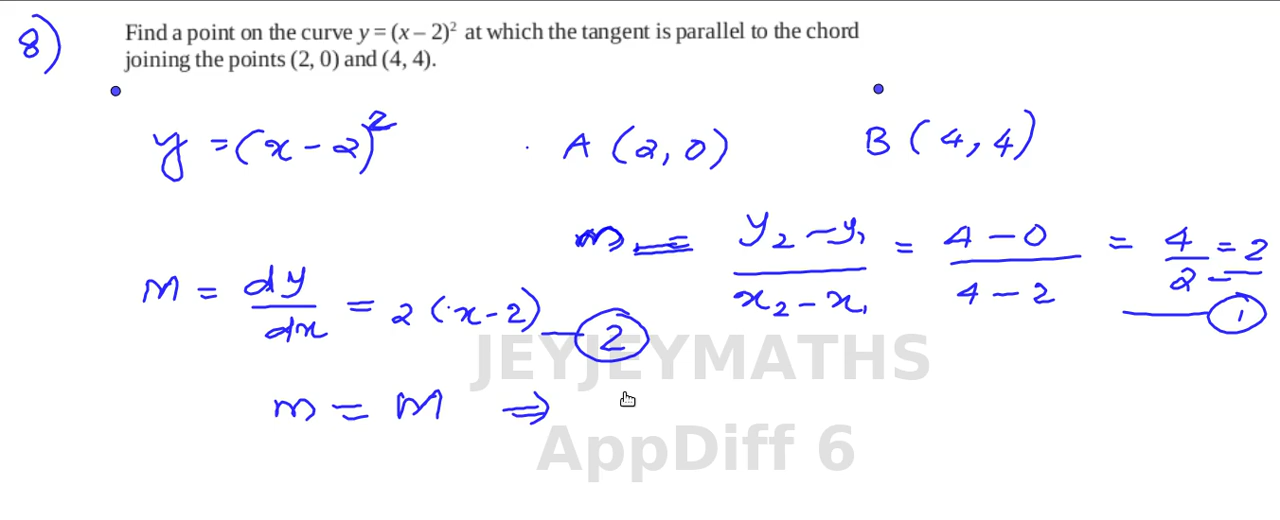 8)
Find a point on the curve y = (x – 2)² at which the tangent is parallel to the chord
joining the points (2, 0) and (4, 4).
y = (x - 2)² · A (2, 0) B (4, 4)
m = y₂ - y₁ / x₂ - x₁ = 4 - 0 / 4 - 2 = 4 / 2 = 2 — ①
M = dy / dx = 2 (x - 2) — ②
m = M ⇒
JEYJEYMATHS
AppDiff 6